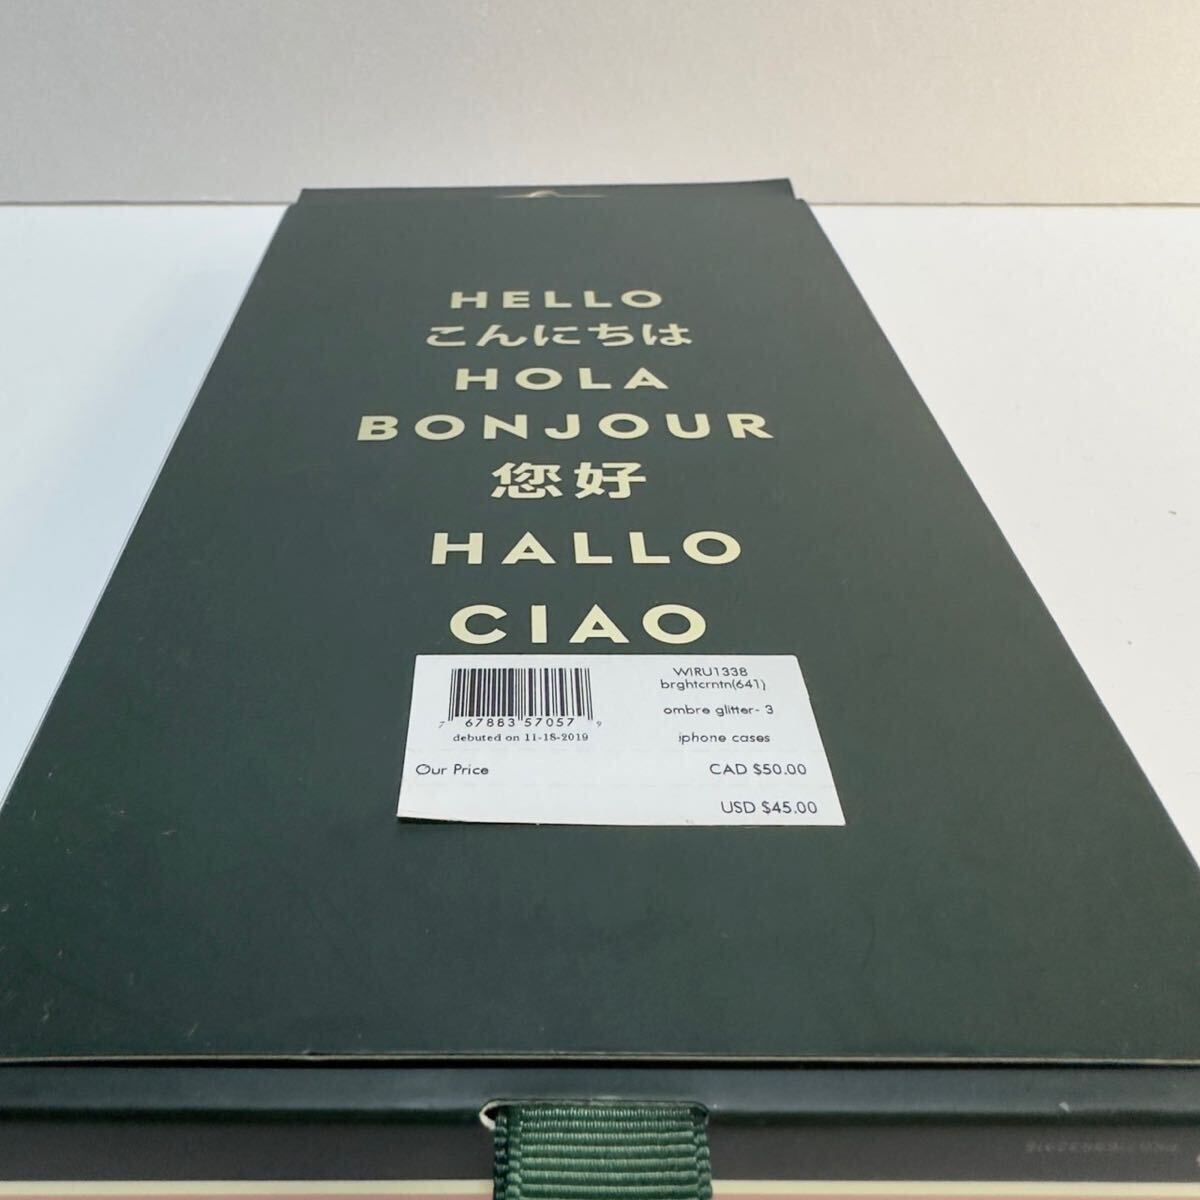 HELLO
こんにちは
HOLA
BONJOUR
您好
HALLO
CIAO
WIRU1338
brghtcrntn(641)
ombre glitter- 3
iphone cases
7 67883 57057 9
debuted on 11-18-2019
Our Price CAD $50.00
USD $45.00